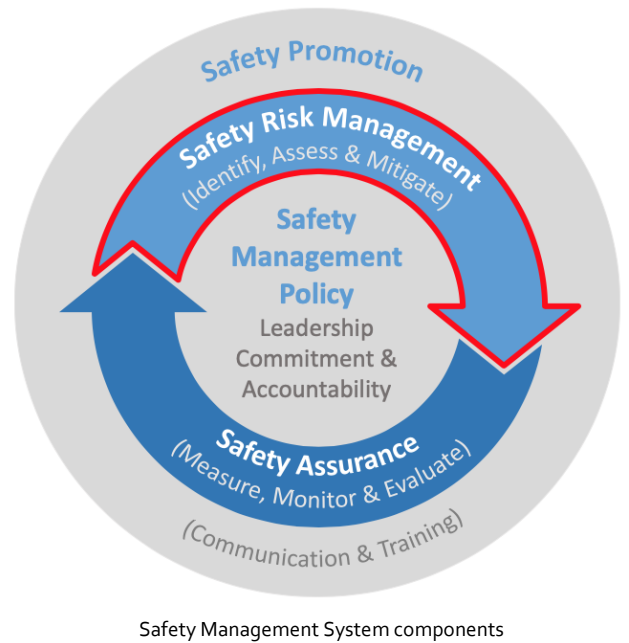 Safety Promotion
Safety Risk Management
(Identify, Assess & Mitigate)
Safety
Management
Policy
Leadership
Commitment &
Accountability
Safety Assurance
(Measure, Monitor & Evaluate)
(Communication & Training)
Safety Management System components